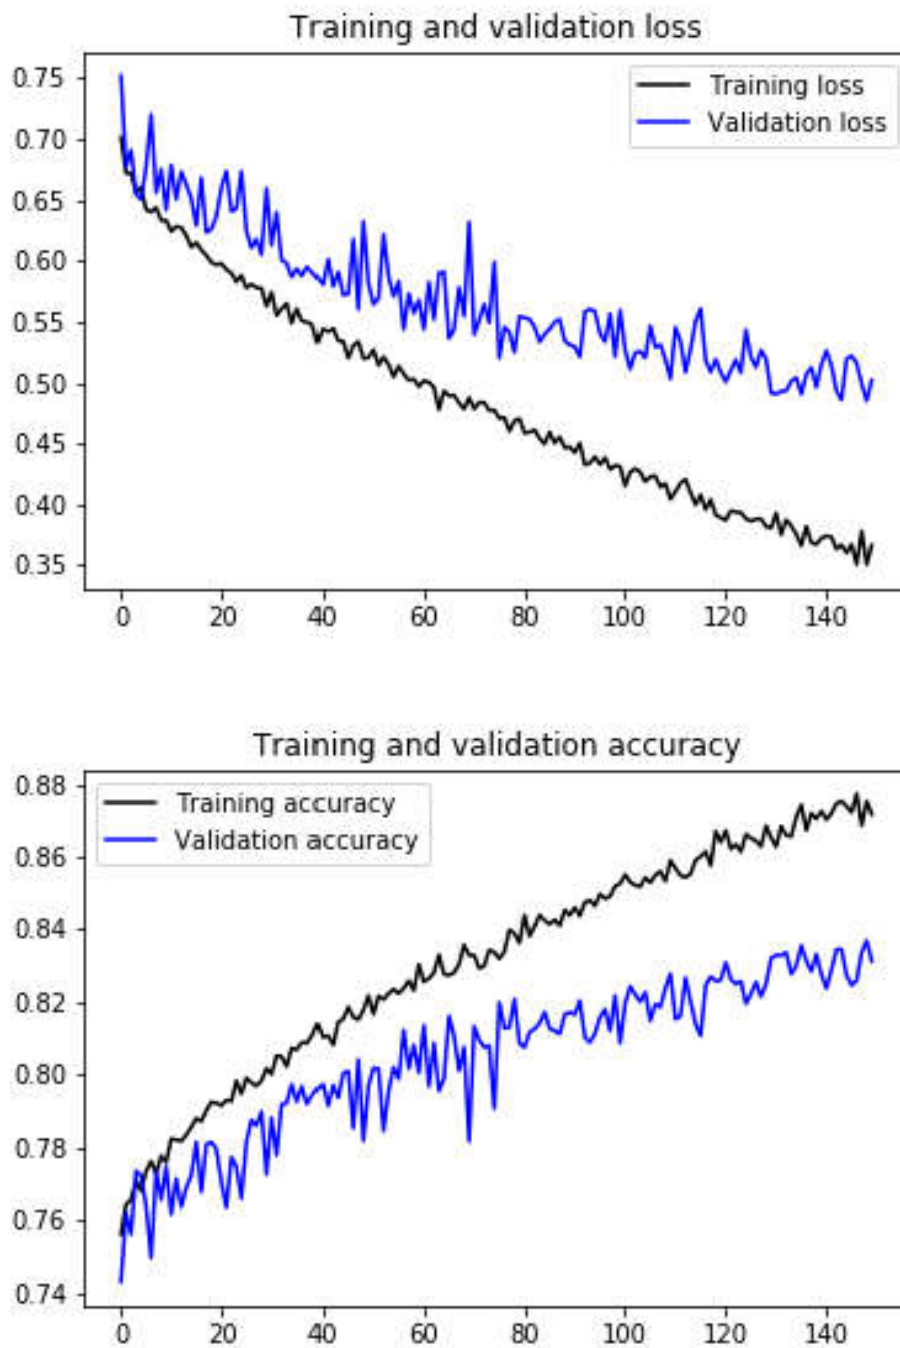 Training and validation loss
0.75
0.70
0.65
0.60
0.55
0.50
0.45
0.40
0.35
Training loss
Validation loss
0 20 40 60 80 100 120 140
Training and validation accuracy
0.88
0.86
0.84
0.82
0.80
0.78
0.76
0.74
Training accuracy
Validation accuracy
0 20 40 60 80 100 120 140